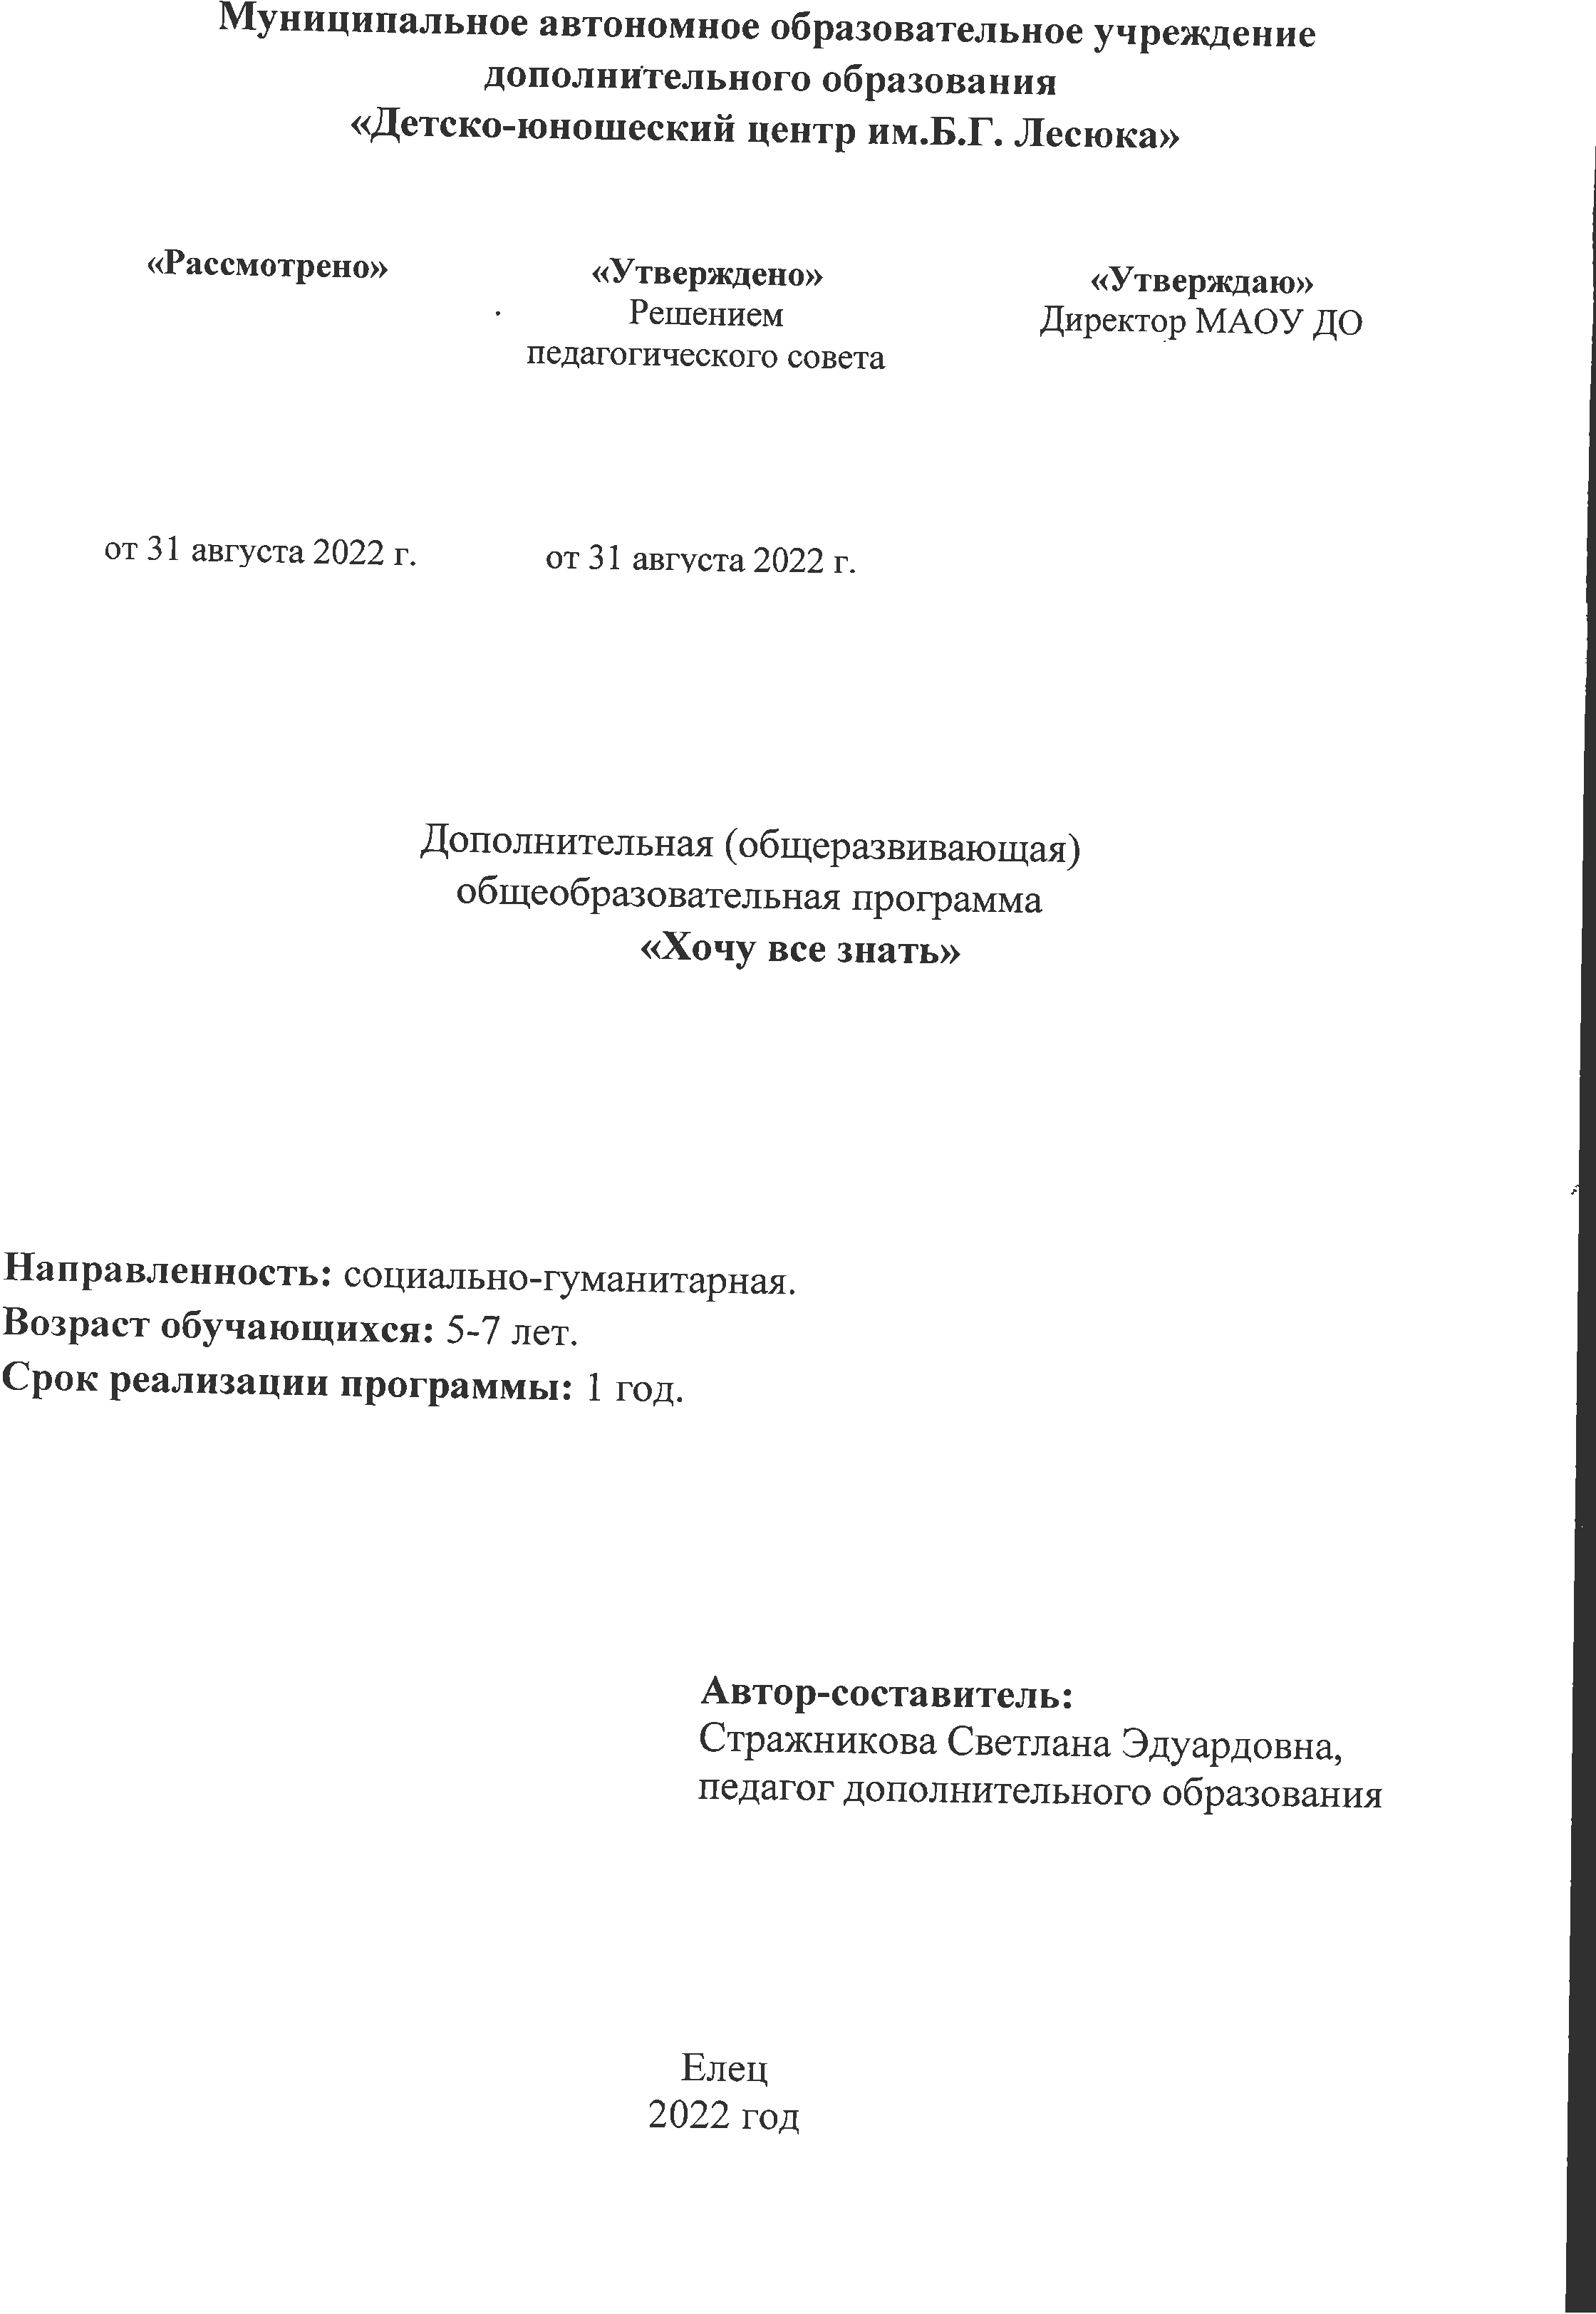 Муниципальное автономное образовательное учреждение
дополнительного образования
«Детско-юношеский центр им.Б.Г. Лесюка»
«Рассмотрено»
«Утверждено»
Решением
педагогического совета
«Утверждаю»
Директор МАОУ ДО
от 31 августа 2022 г.
от 31 августа 2022 г.
Дополнительная (общеразвивающая)
общеобразовательная программа
«Хочу все знать»
Направленность: социально-гуманитарная.
Возраст обучающихся: 5-7 лет.
Срок реализации программы: 1 год.
Автор-составитель:
Стражникова Светлана Эдуардовна,
педагог дополнительного образования
Елец
2022 год